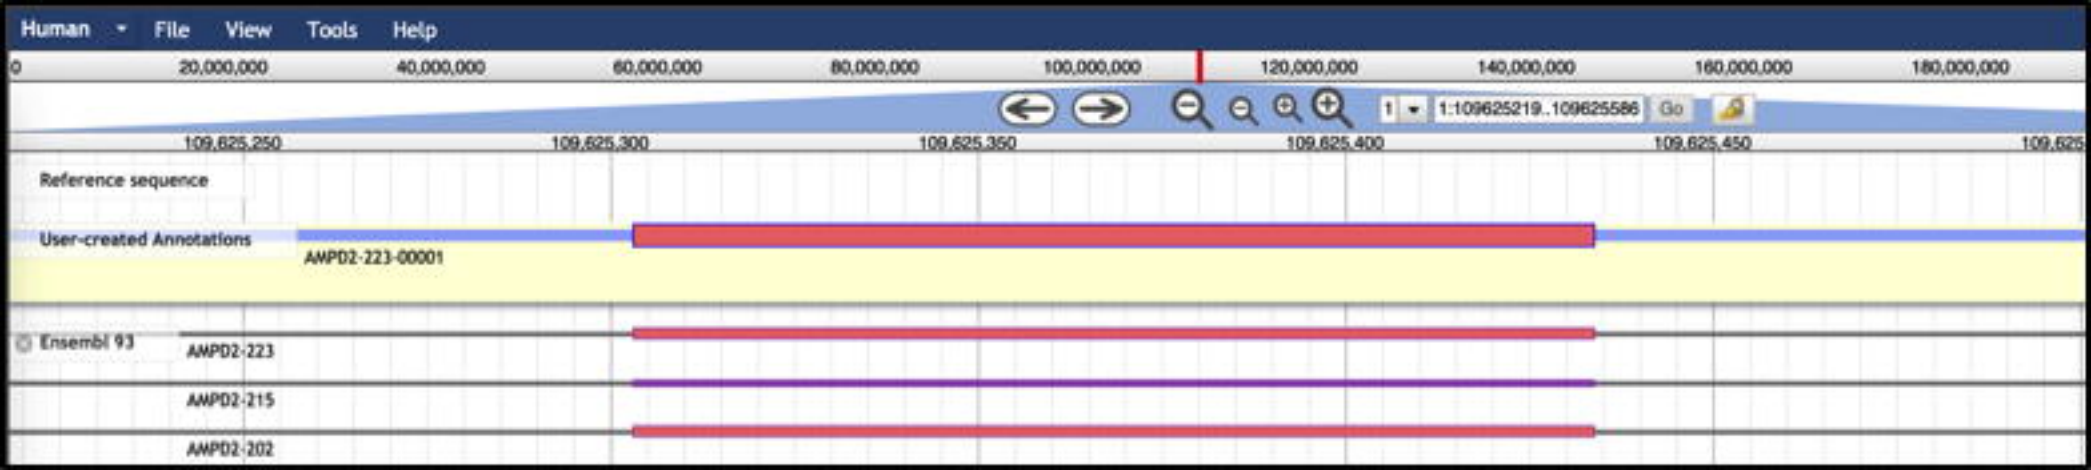 Human File View Tools Help
0 20,000,000 40,000,000 60,000,000 80,000,000 100,000,000 120,000,000 140,000,000 160,000,000 180,000,000
1 1:109625219..109625586 Go
109,625,250 109,625,300 109,625,350 109,625,400 109,625,450 109,625
Reference sequence
User-created Annotations
AMPD2-223-00001
Ensembl 93
AMPD2-223
AMPD2-215
AMPD2-202